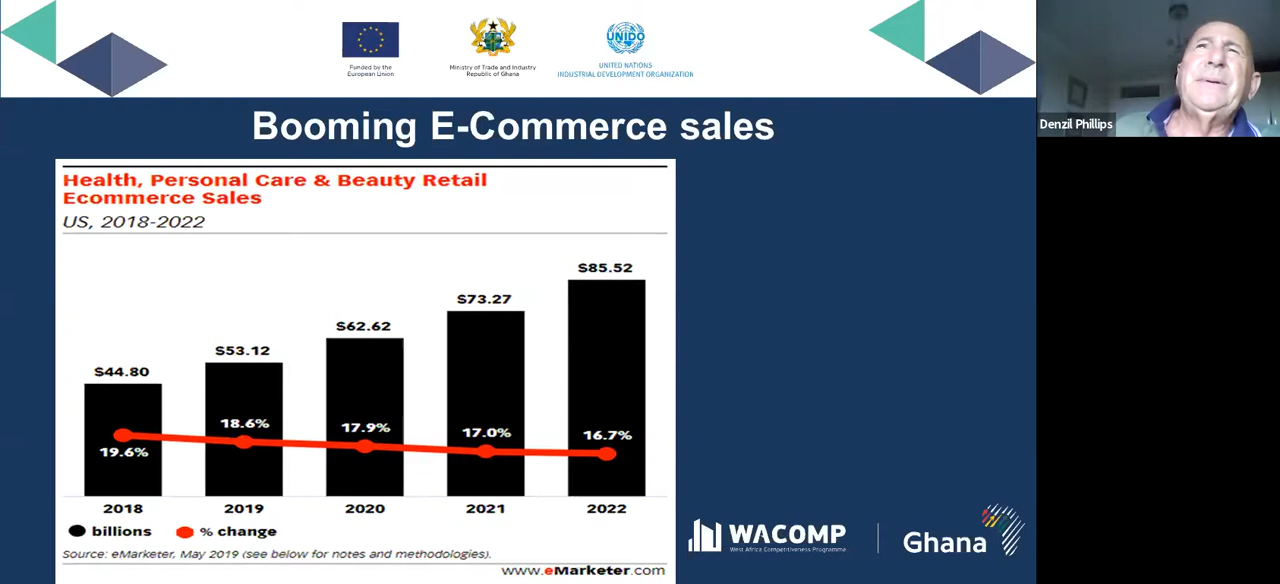 Funded by the
European Union
Ministry of Trade and Industry
Republic of Ghana
UNIDO
UNITED NATIONS
INDUSTRIAL DEVELOPMENT ORGANIZATION
Denzil Phillips
Booming E-Commerce sales
Health, Personal Care & Beauty Retail
Ecommerce Sales
US, 2018-2022
$44.80
$53.12
$62.62
$73.27
$85.52
19.6%
18.6%
17.9%
17.0%
16.7%
2018 2019 2020 2021 2022
billions % change
Source: eMarketer, May 2019 (see below for notes and methodologies).
www.eMarketer.com
WACOMP
West Africa Competitiveness Programme
Ghana